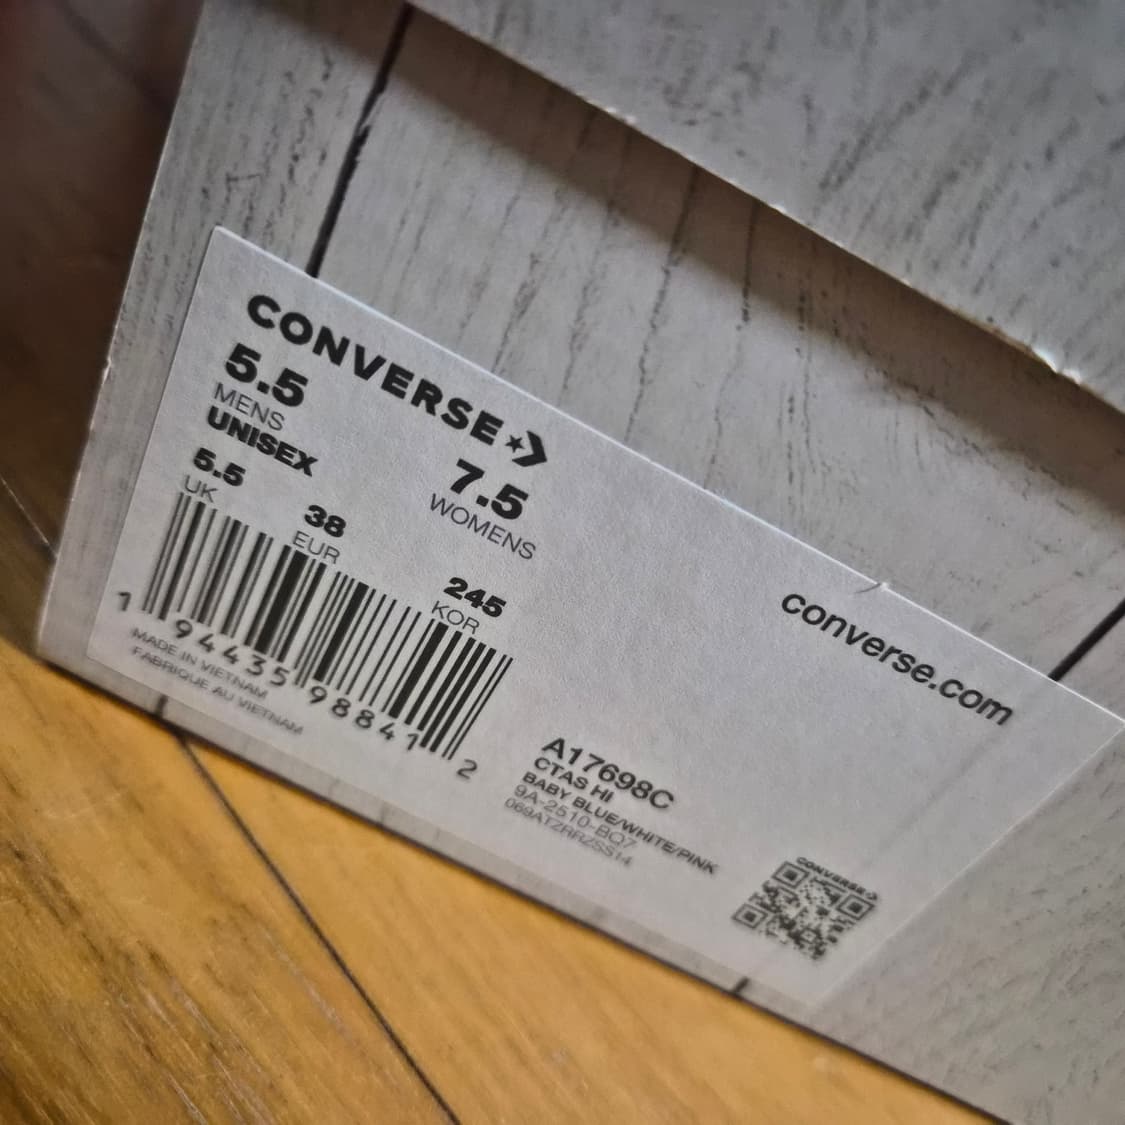 CONVERSE
5.5
MENS
UNISEX
7.5
WOMENS
5.5
UK
38
EUR
245
KOR
1 94435 98841 2
MADE IN VIETNAM
FABRIQUE AU VIETNAM
converse.com
A17698C
CTAS HI
BABY BLUE/WHITE/PINK
9A-2510-BQ7
069ATZRRZSS14
CONVERSE